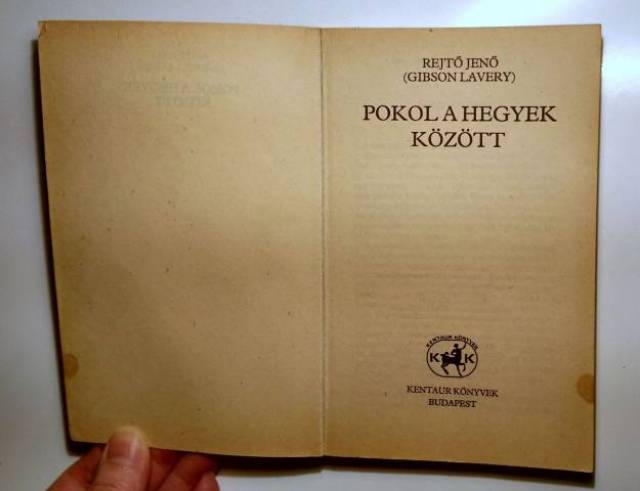 REJTŐ JENŐ
(GIBSON LAVERY)
POKOL A HEGYEK
KÖZÖTT
KENTAUR KÖNYVEK
K K
KENTAUR KÖNYVEK
BUDAPEST